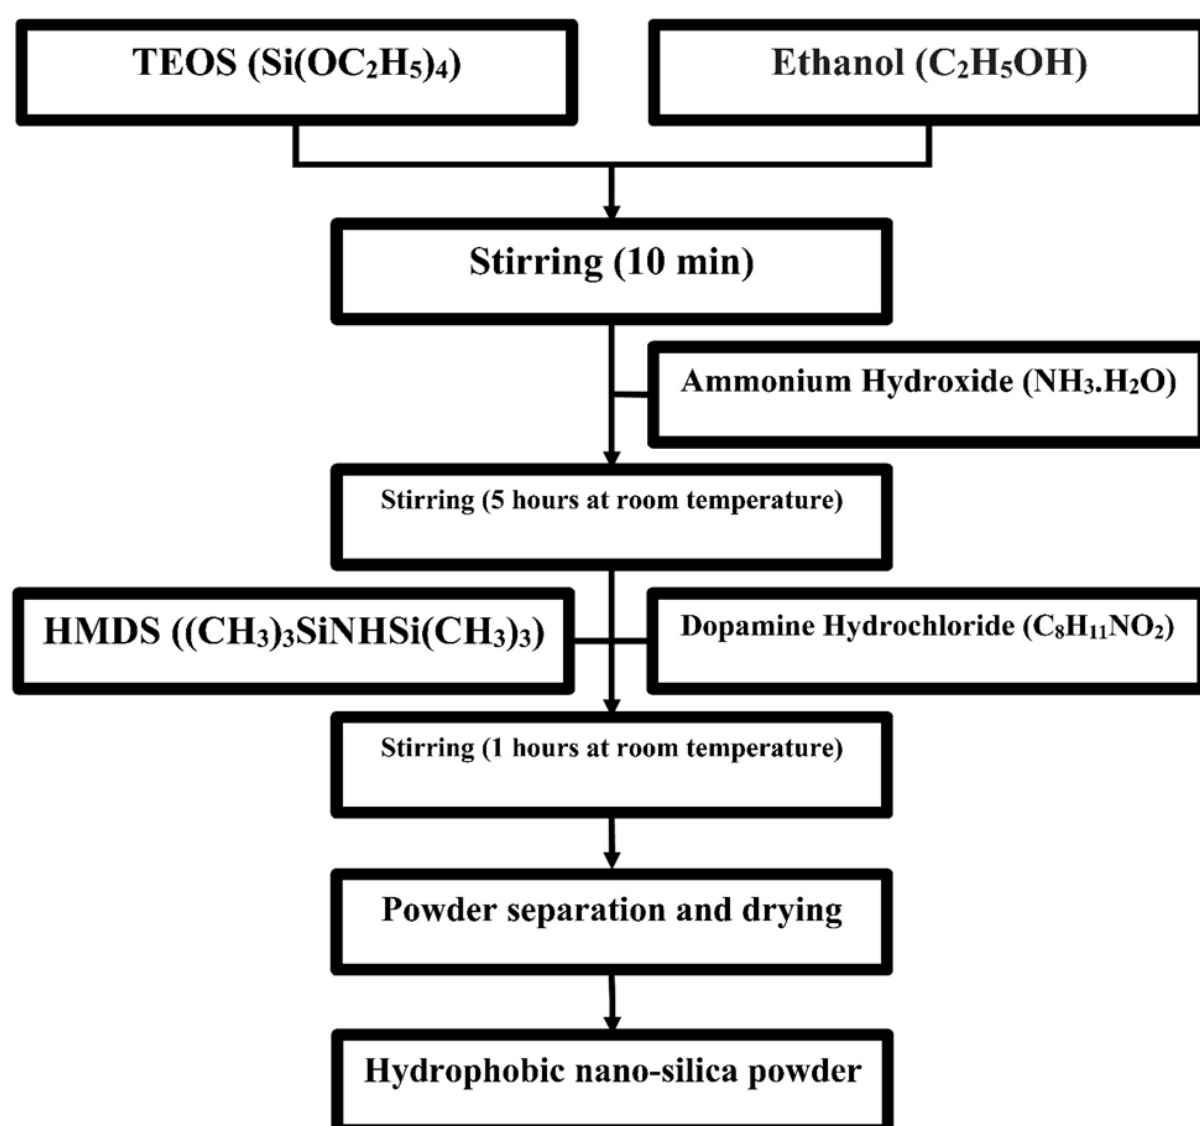 TEOS (Si(OC₂H₅)₄)
Ethanol (C₂H₅OH)
Stirring (10 min)
Ammonium Hydroxide (NH₃.H₂O)
Stirring (5 hours at room temperature)
HMDS ((CH₃)₃SiNHSi(CH₃)₃)
Dopamine Hydrochloride (C₈H₁₁NO₂)
Stirring (1 hours at room temperature)
Powder separation and drying
Hydrophobic nano-silica powder